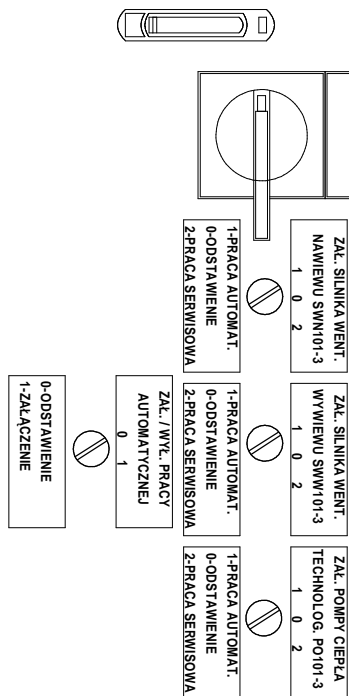 ZAŁ. SILNIKA WENT.
NAWIEWU SWN101-3
1 0 2
1-PRACA AUTOMAT.
0-ODSTAWIENIE
2-PRACA SERWISOWA
ZAŁ. SILNIKA WENT.
WYWIEWU SWW101-3
1 0 2
1-PRACA AUTOMAT.
0-ODSTAWIENIE
2-PRACA SERWISOWA
ZAŁ. POMPY CIEPŁA
TECHNOLOG. PO101-3
1 0 2
1-PRACA AUTOMAT.
0-ODSTAWIENIE
2-PRACA SERWISOWA
ZAŁ. / WYŁ. PRACY
AUTOMATYCZNEJ
0 1
0-ODSTAWIENIE
1-ZAŁĄCZENIE